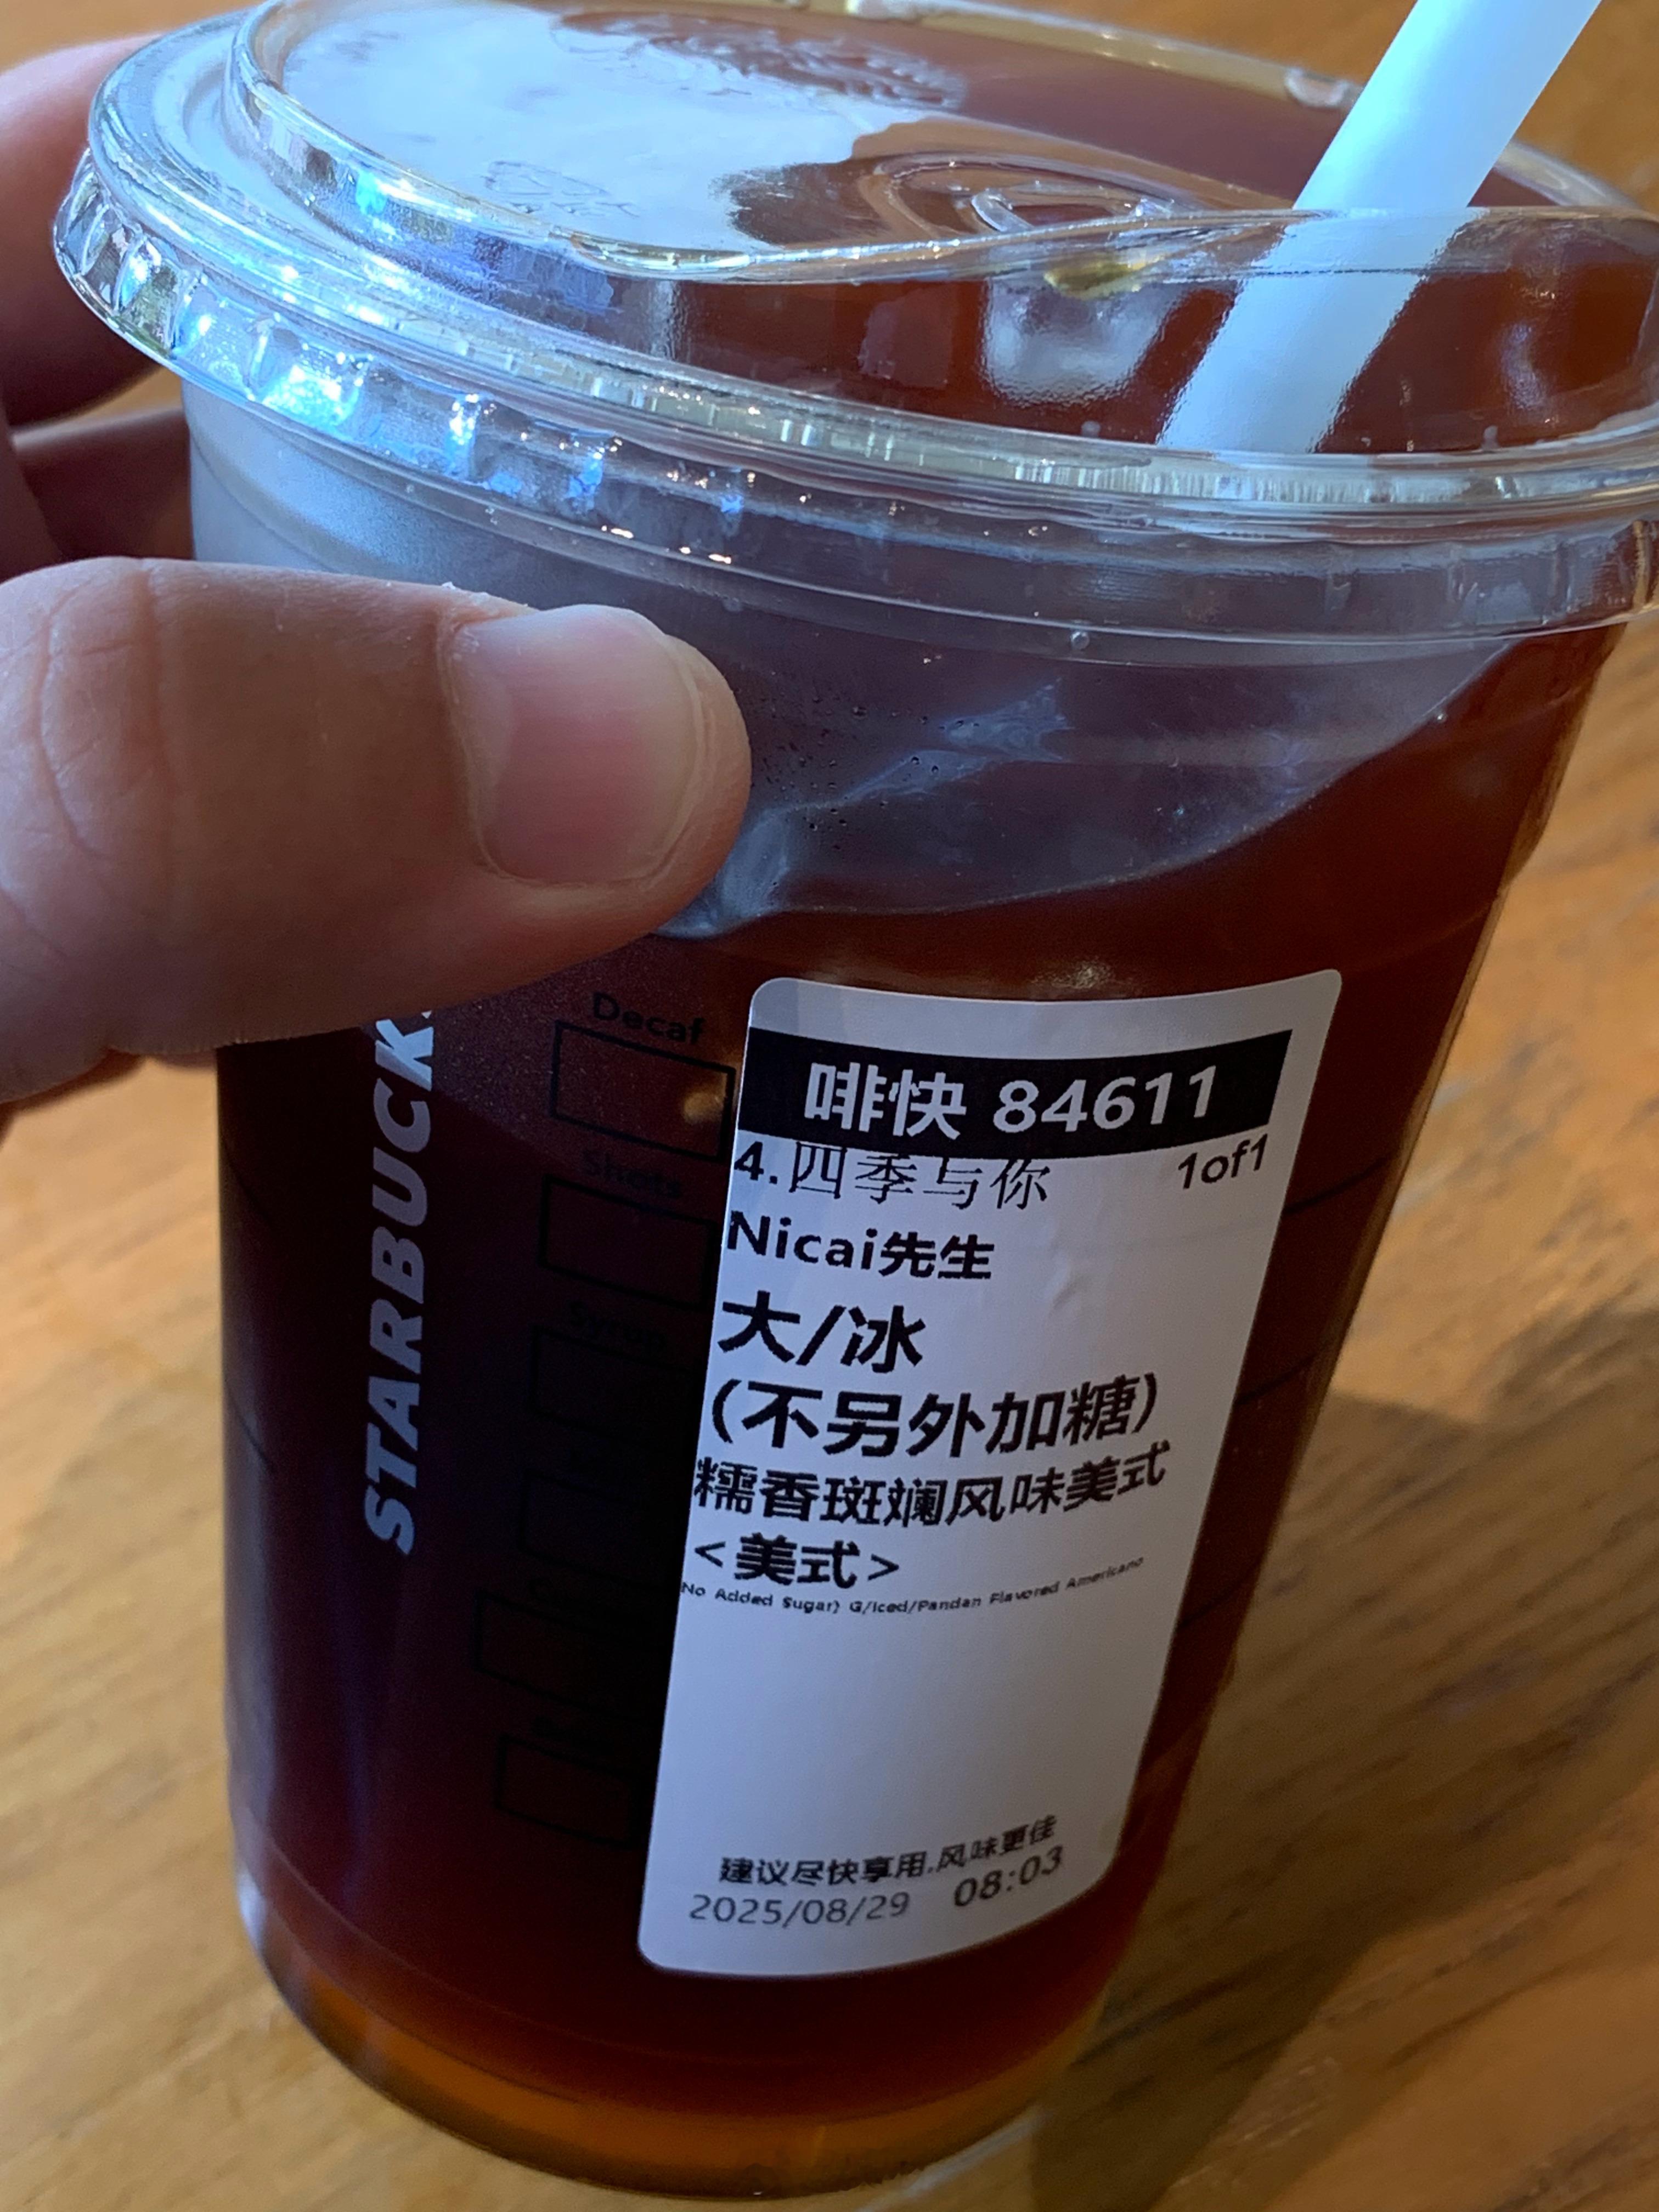 STARBUCKS
Decaf
Shots
Syrup
啡快 84611
4.四季与你 1of1
Nicai先生
大/冰
(不另外加糖)
糯香斑斓风味美式
<美式>
No Added Sugar) G/Iced/Pandan Flavored Americano
建议尽快享用,风味更佳
2025/08/29 08:03